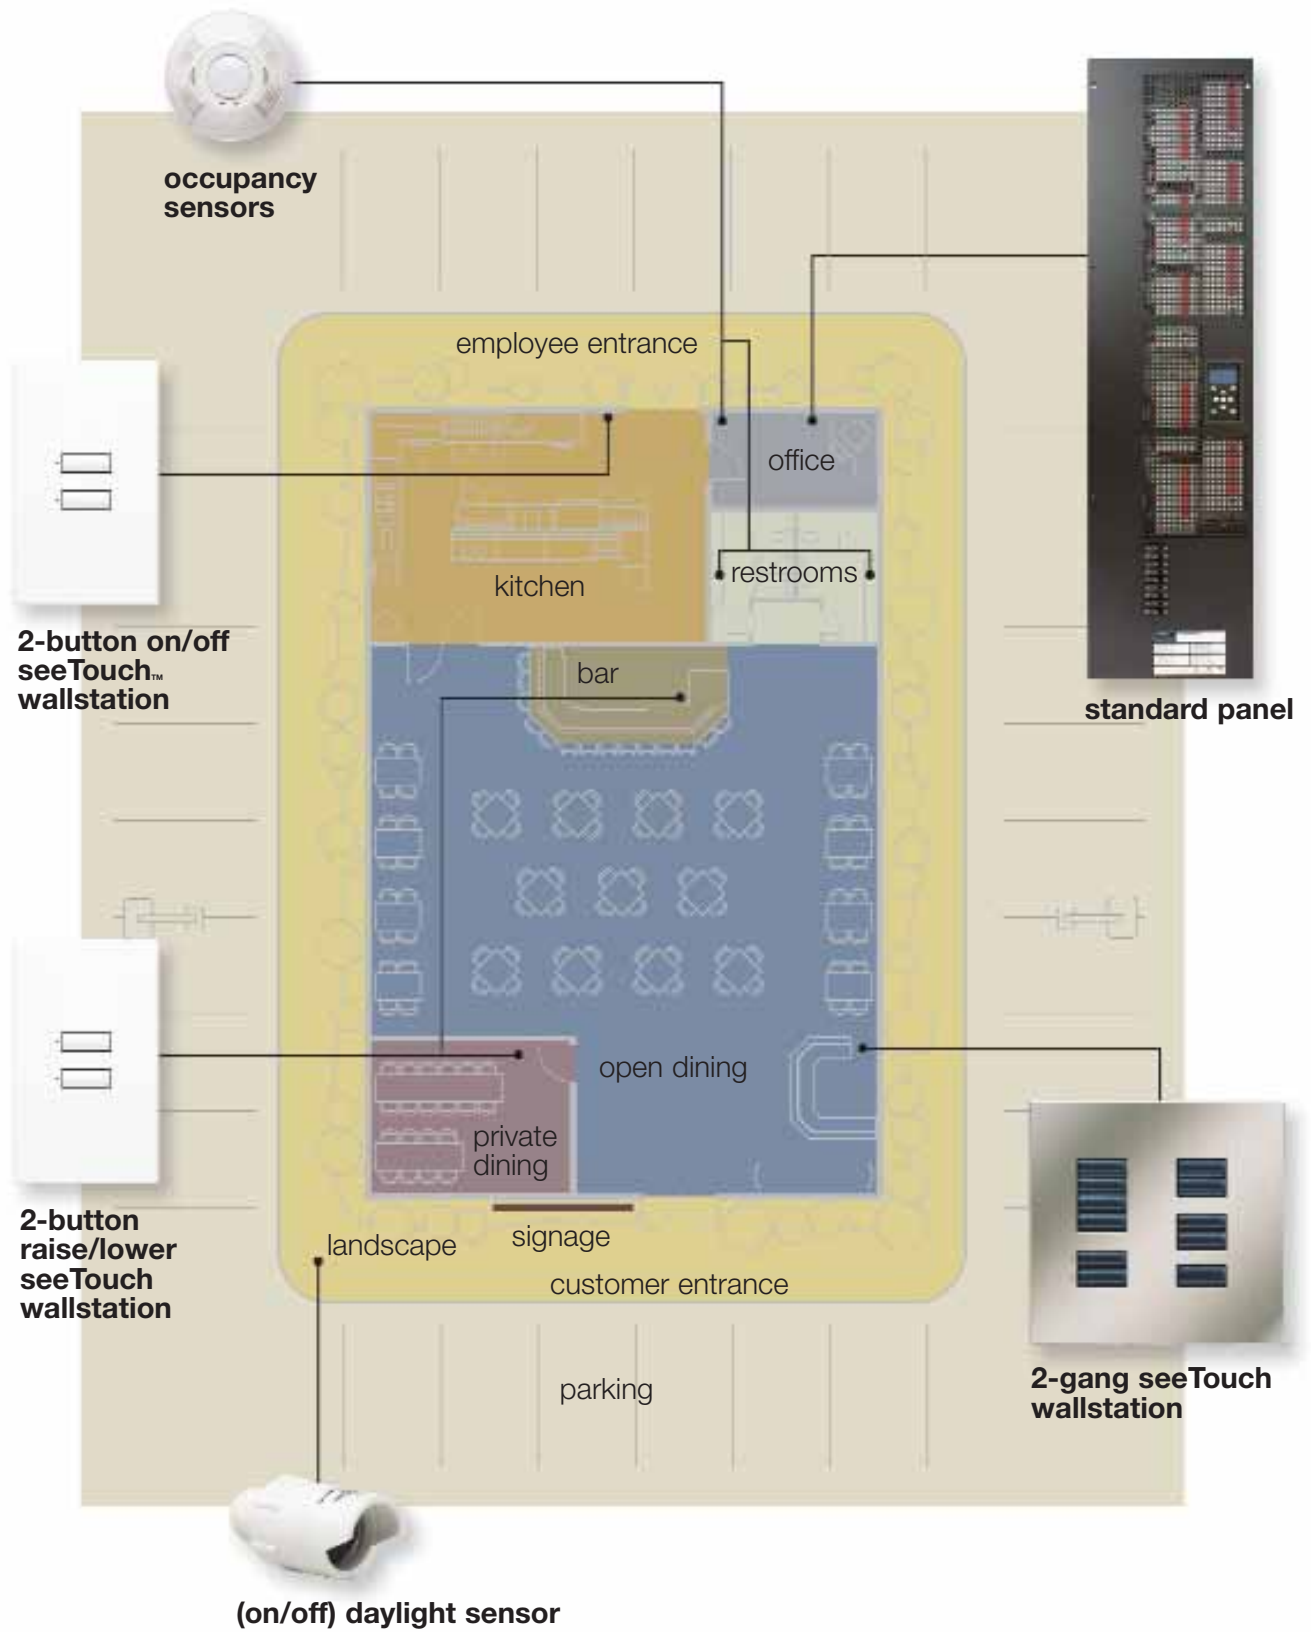 occupancy
sensors
employee entrance
office
kitchen
restrooms
2-button on/off
seeTouch™
wallstation
bar
standard panel
open dining
private
dining
2-button
raise/lower
seeTouch
wallstation
landscape
signage
customer entrance
parking
2-gang seeTouch
wallstation
(on/off) daylight sensor